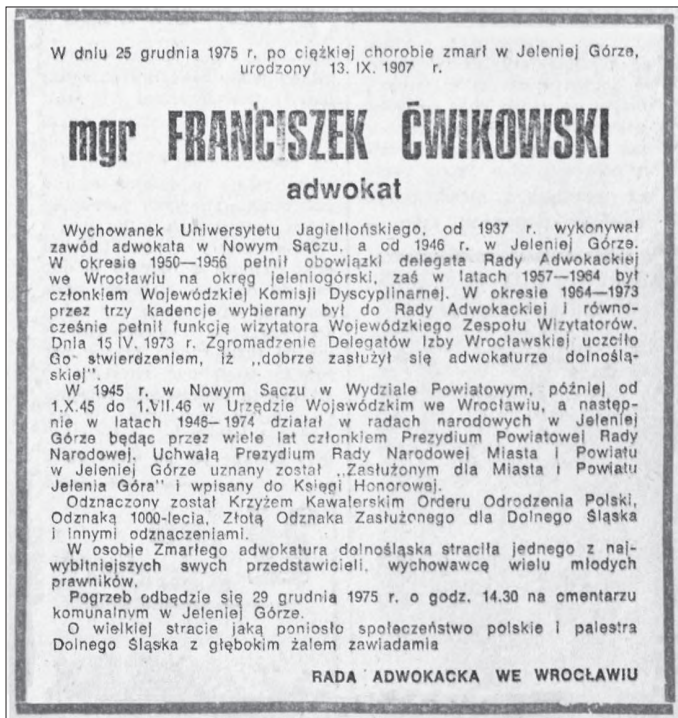 W dniu 25 grudnia 1975 r. po ciężkiej chorobie zmarł w Jeleniej Górze,
urodzony 13. IX. 1907 r.
mgr FRANCISZEK ĆWIKOWSKI
adwokat
Wychowanek Uniwersytetu Jagiellońskiego, od 1937 r. wykonywał
zawód adwokata w Nowym Sączu, a od 1946 r. w Jeleniej Górze.
W okresie 1950—1956 pełnił obowiązki delegata Rady Adwokackiej
we Wrocławiu na okręg jeleniogórski, zaś w latach 1957—1964 był
członkiem Wojewódzkiej Komisji Dyscyplinarnej. W okresie 1964—1973
przez trzy kadencje wybierany był do Rady Adwokackiej i równo-
cześnie pełnił funkcję wizytatora Wojewódzkiego Zespołu Wizytatorów.
Dnia 15 IV. 1973 r. Zgromadzenie Delegatów Izby Wrocławskiej uczciło
Go stwierdzeniem, iż „dobrze zasłużył się adwokaturze dolnoślą-
skiej".
W 1945 r. w Nowym Sączu w Wydziale Powiatowym, później od
1.X.45 do 1.VII.46 w Urzędzie Wojewódzkim we Wrocławiu, a następ-
nie w latach 1946—1974 działał w radach narodowych w Jeleniej
Górze będąc przez wiele lat członkiem Prezydium Powiatowej Rady
Narodowej. Uchwałą Prezydium Rady Narodowej Miasta i Powiatu
w Jeleniej Górze uznany został „Zasłużonym dla Miasta i Powiatu
Jelenia Góra" i wpisany do Księgi Honorowej.
Odznaczony został Krzyżem Kawalerskim Orderu Odrodzenia Polski,
Odznaką 1000-lecia, Złotą Odznaka Zasłużonego dla Dolnego Śląska
i innymi odznaczeniami.
W osobie Zmarłego adwokatura dolnośląska straciła jednego z naj-
wybitniejszych swych przedstawicieli, wychowawcę wielu młodych
prawników.
Pogrzeb odbędzie się 29 grudnia 1975 r. o godz. 14.30 na cmentarzu
komunalnym w Jeleniej Górze.
O wielkiej stracie jaką poniosło społeczeństwo polskie i palestra
Dolnego Śląska z głębokim żalem zawiadamia
RADA ADWOKACKA WE WROCŁAWIU